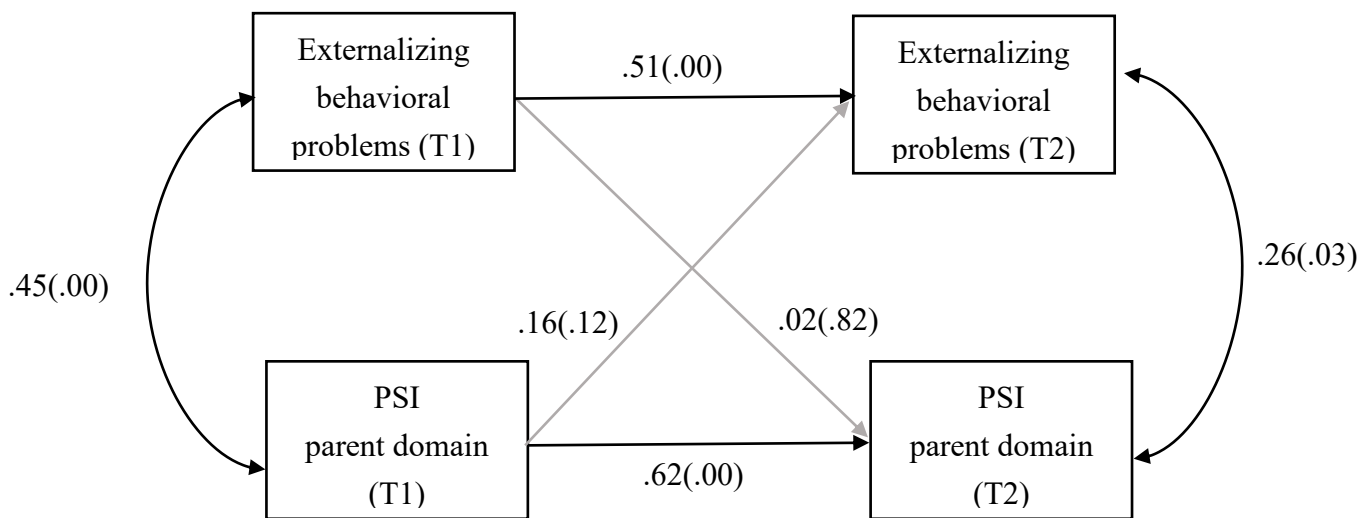 Externalizing
behavioral
problems (T1)
.51(.00)
Externalizing
behavioral
problems (T2)
.45(.00)
.26(.03)
.16(.12)
.02(.82)
PSI
parent domain
(T1)
.62(.00)
PSI
parent domain
(T2)